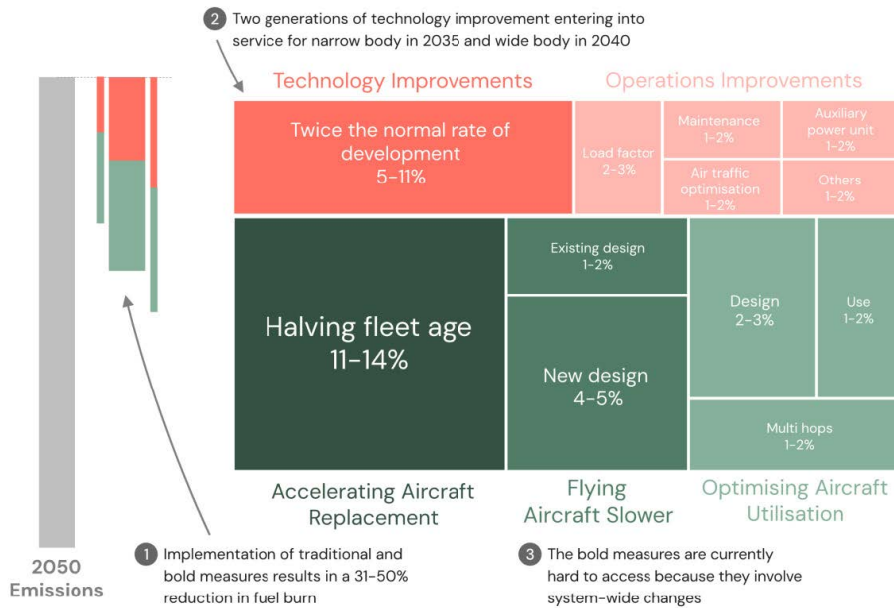 2 Two generations of technology improvement entering into
service for narrow body in 2035 and wide body in 2040
Technology Improvements
Operations Improvements
Twice the normal rate of
development
5-11%
Load factor
2-3%
Maintenance
1-2%
Auxiliary
power unit
1-2%
Air traffic
optimisation
1-2%
Others
1-2%
Halving fleet age
11-14%
Existing design
1-2%
New design
4-5%
Design
2-3%
Use
1-2%
Multi hops
1-2%
Accelerating Aircraft
Replacement
Flying
Aircraft Slower
Optimising Aircraft
Utilisation
2050
Emissions
1 Implementation of traditional and
bold measures results in a 31-50%
reduction in fuel burn
3 The bold measures are currently
hard to access because they involve
system-wide changes